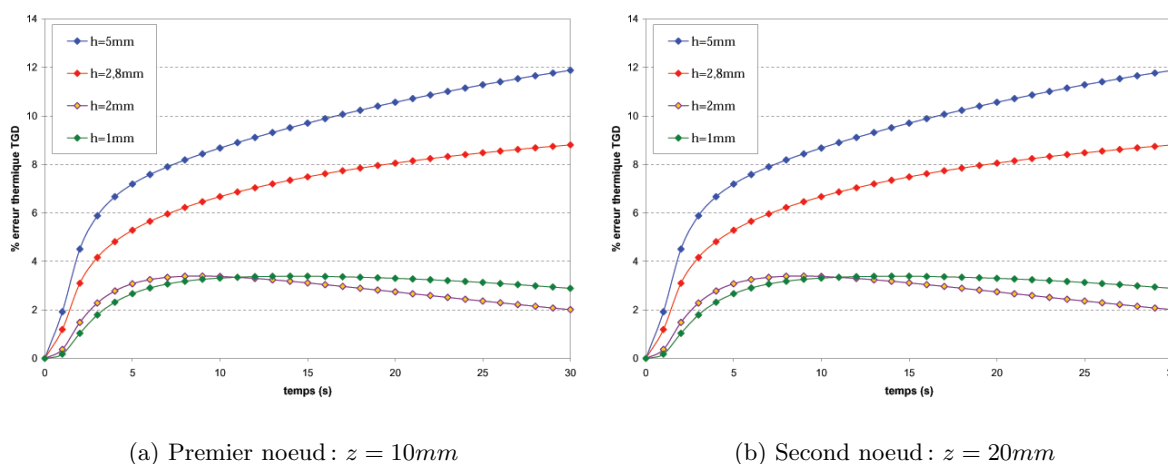 14
12
10
8
6
4
2
0
% erreur thermique TGD
h=5mm
h=2,8mm
h=2mm
h=1mm
0 5 10 15 20 25 30
temps (s)
(a) Premier noeud : z = 10mm
14
12
10
8
6
4
2
0
% erreur thermique TGD
h=5mm
h=2,8mm
h=2mm
h=1mm
0 5 10 15 20 25 30
temps (s)
(b) Second noeud : z = 20mm